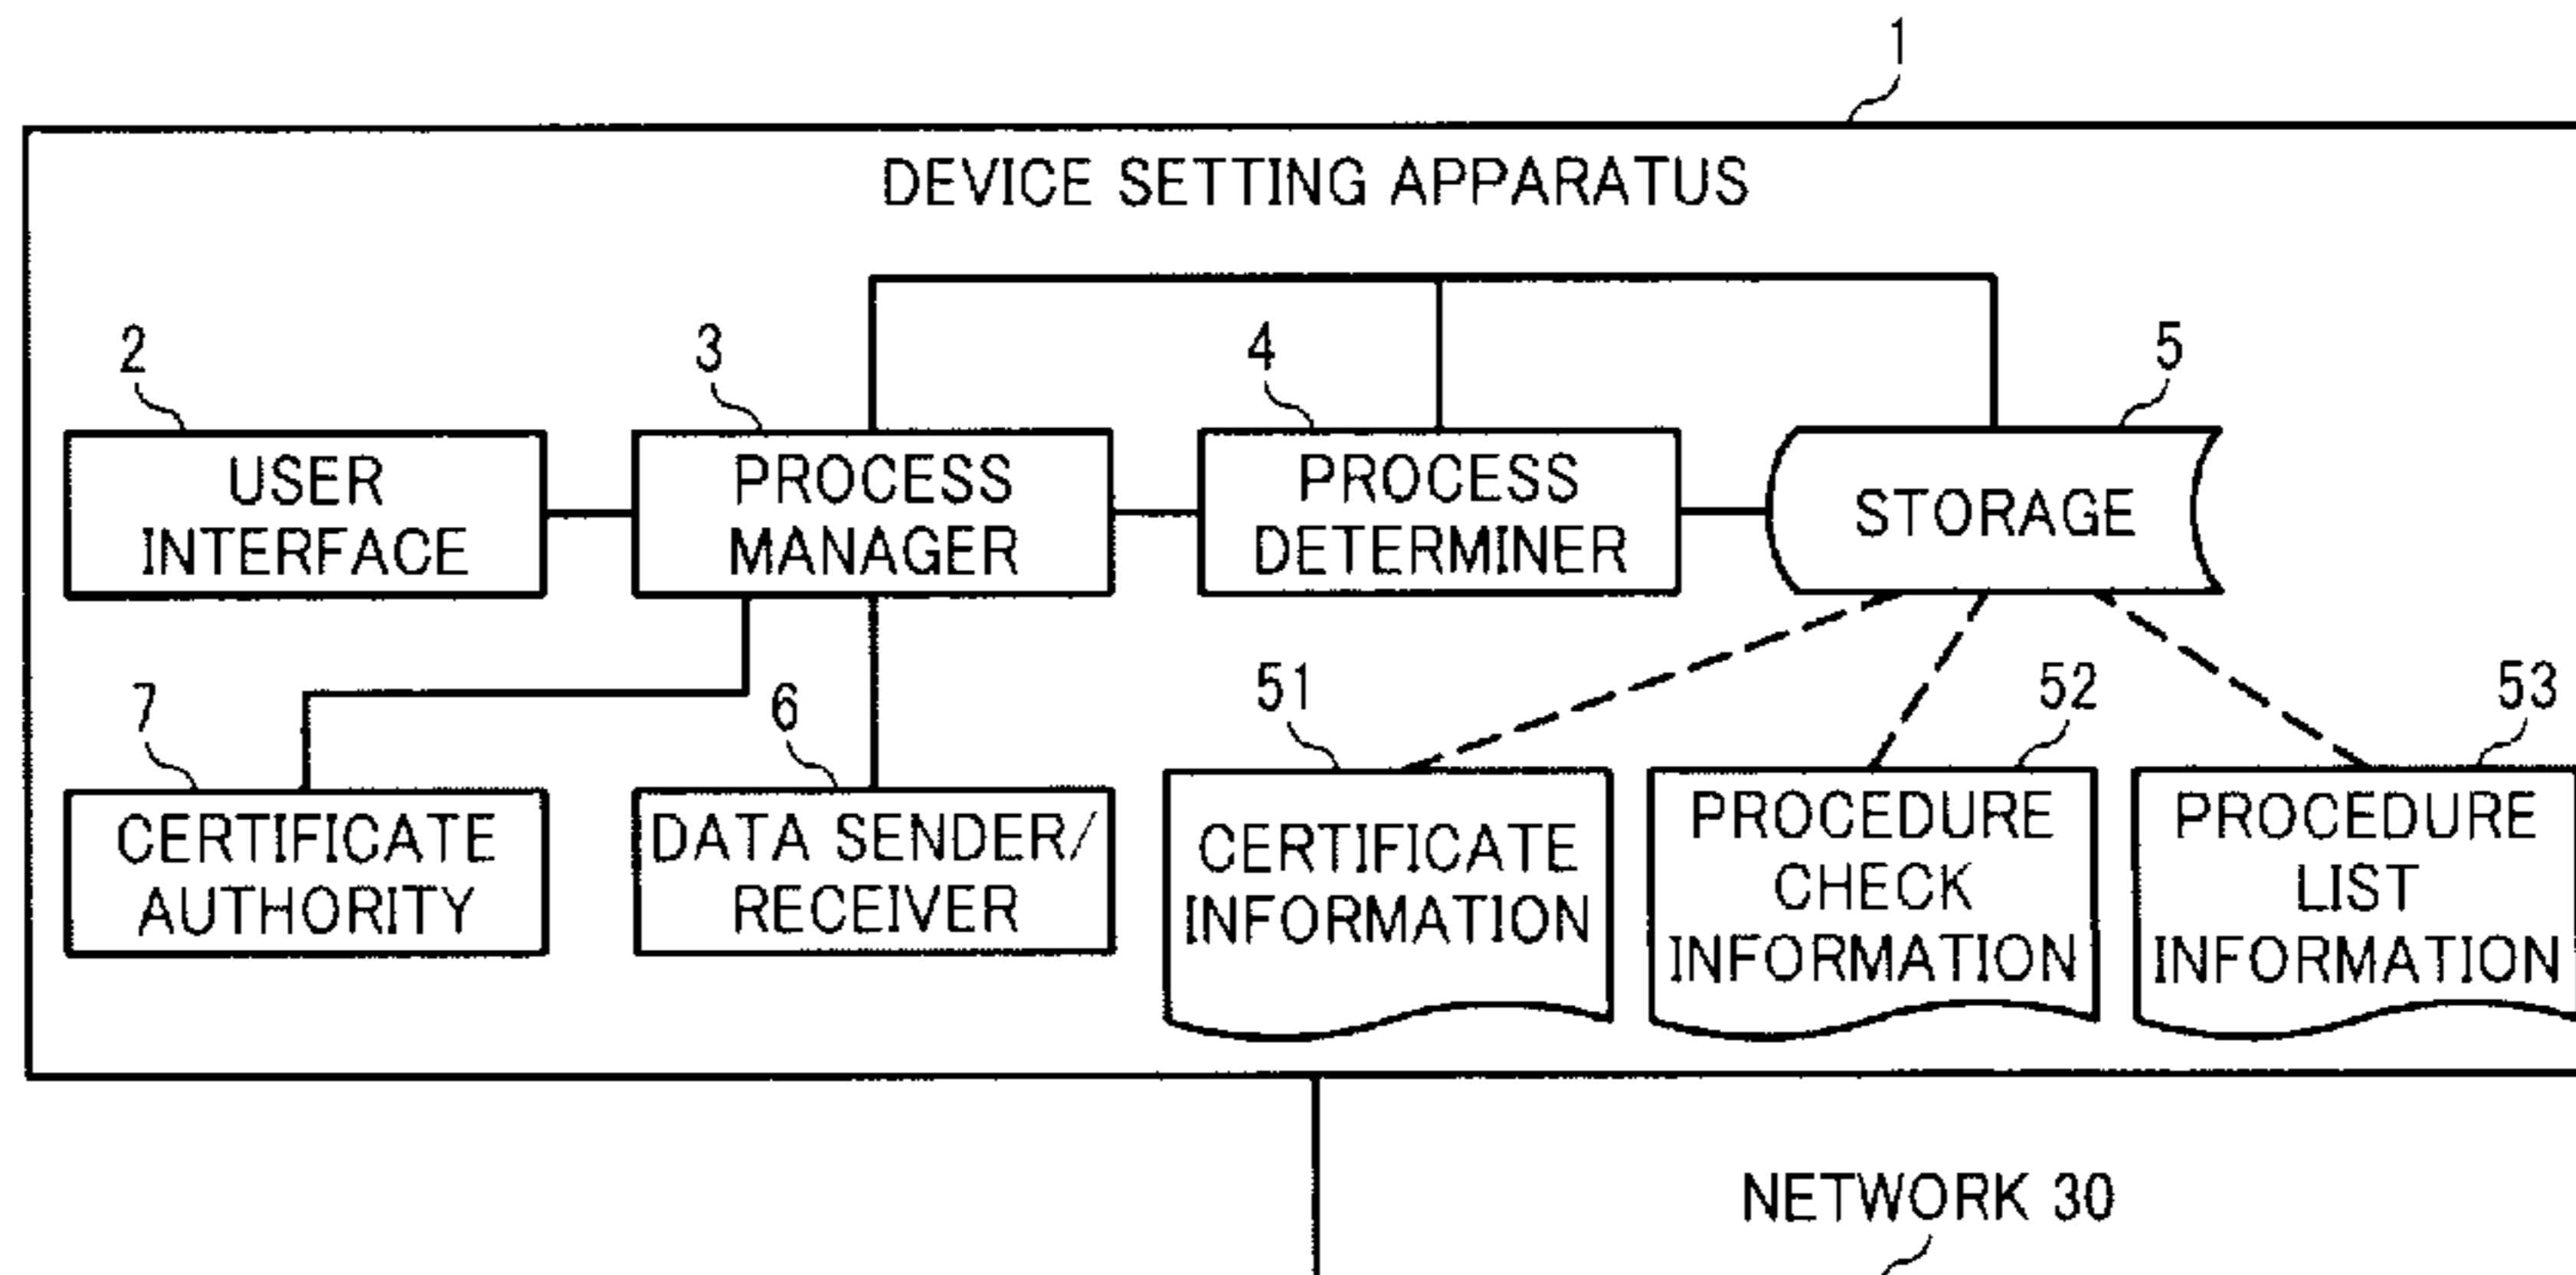 1
DEVICE SETTING APPARATUS
2
3
4
5
USER
INTERFACE
PROCESS
MANAGER
PROCESS
DETERMINER
STORAGE
7
6
51
52
53
CERTIFICATE
AUTHORITY
DATA SENDER/
RECEIVER
CERTIFICATE
INFORMATION
PROCEDURE
CHECK
INFORMATION
PROCEDURE
LIST
INFORMATION
NETWORK 30